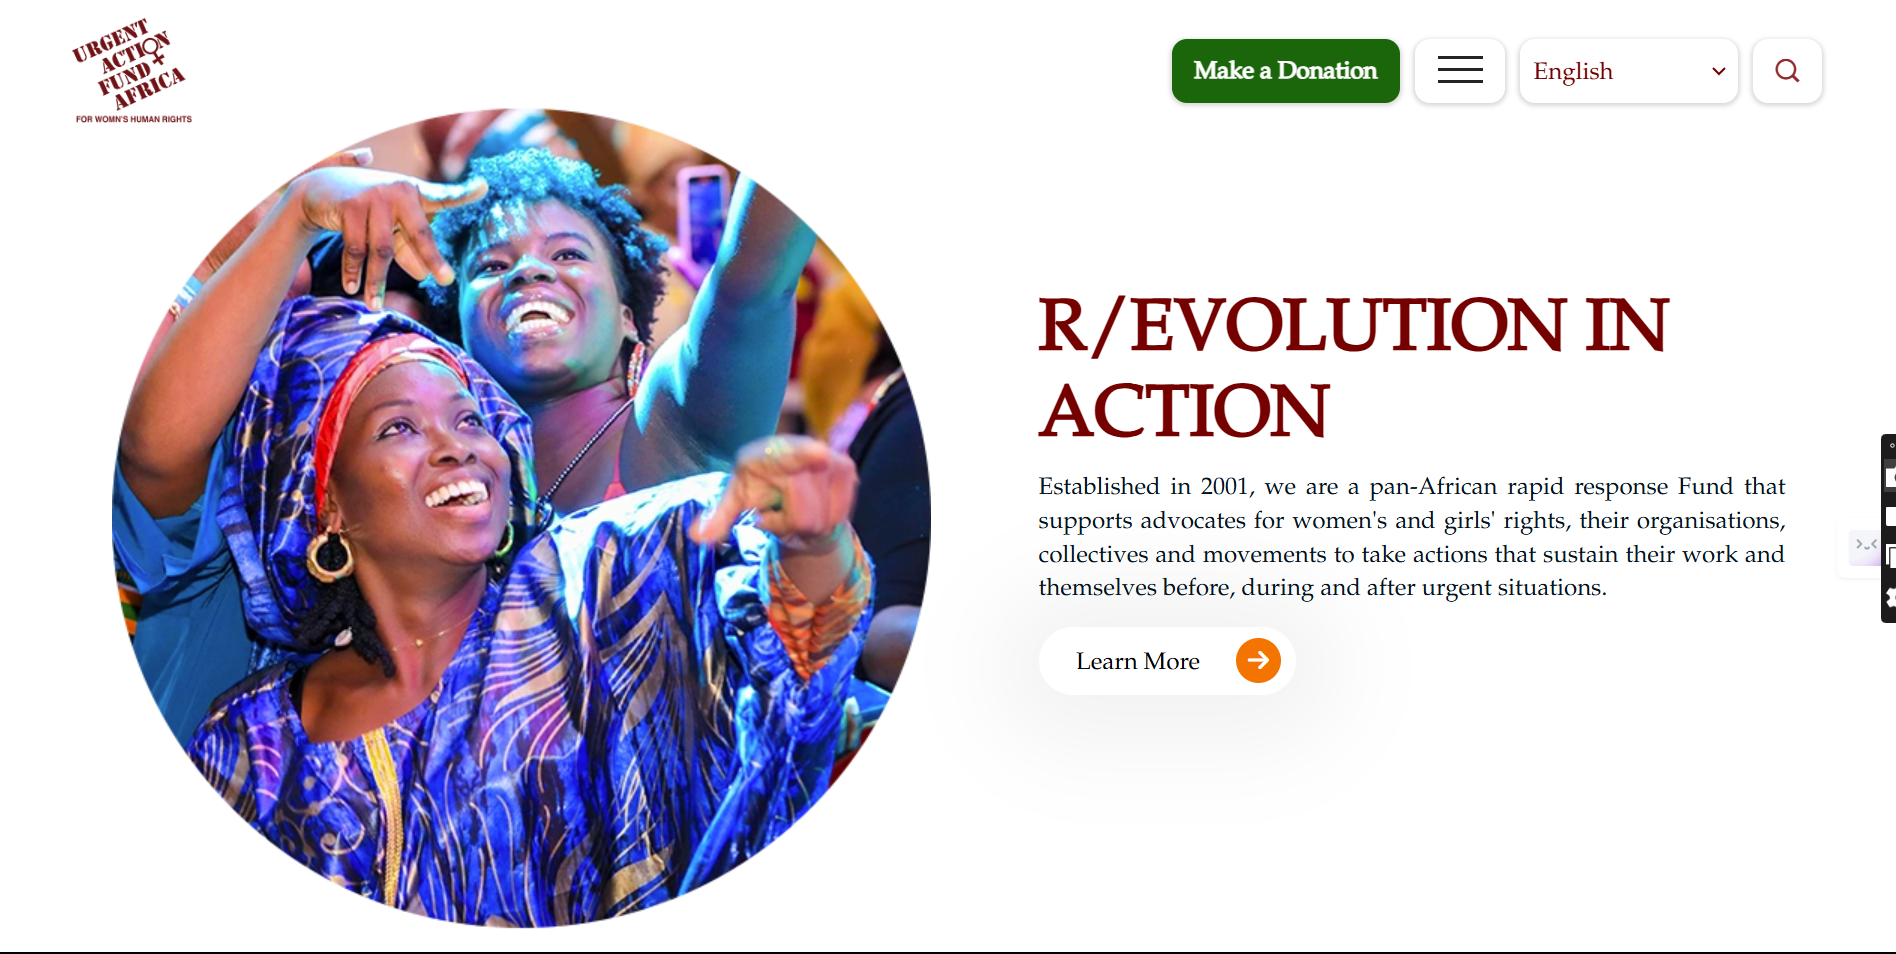 URGENT
ACTION
FUND
AFRICA
FOR WOMN'S HUMAN RIGHTS
Make a Donation
English
R/EVOLUTION IN
ACTION
Established in 2001, we are a pan-African rapid response Fund that
supports advocates for women's and girls' rights, their organisations,
collectives and movements to take actions that sustain their work and
themselves before, during and after urgent situations.
Learn More